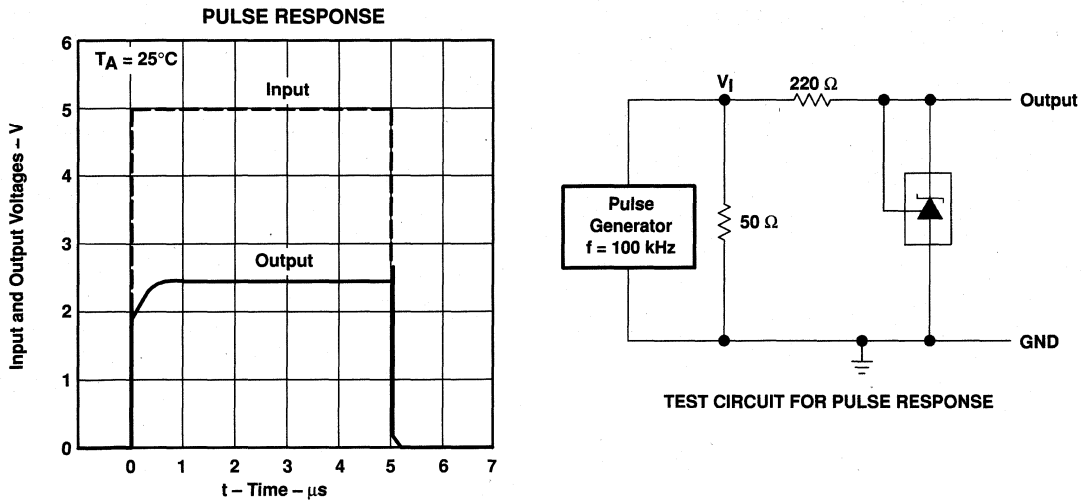 PULSE RESPONSE
Input and Output Voltages – V
6
5
4
3
2
1
0
TA = 25°C
Input
Output
0 1 2 3 4 5 6 7
t – Time – μs
VI
220 Ω
Output
Pulse
Generator
f = 100 kHz
50 Ω
GND
TEST CIRCUIT FOR PULSE RESPONSE